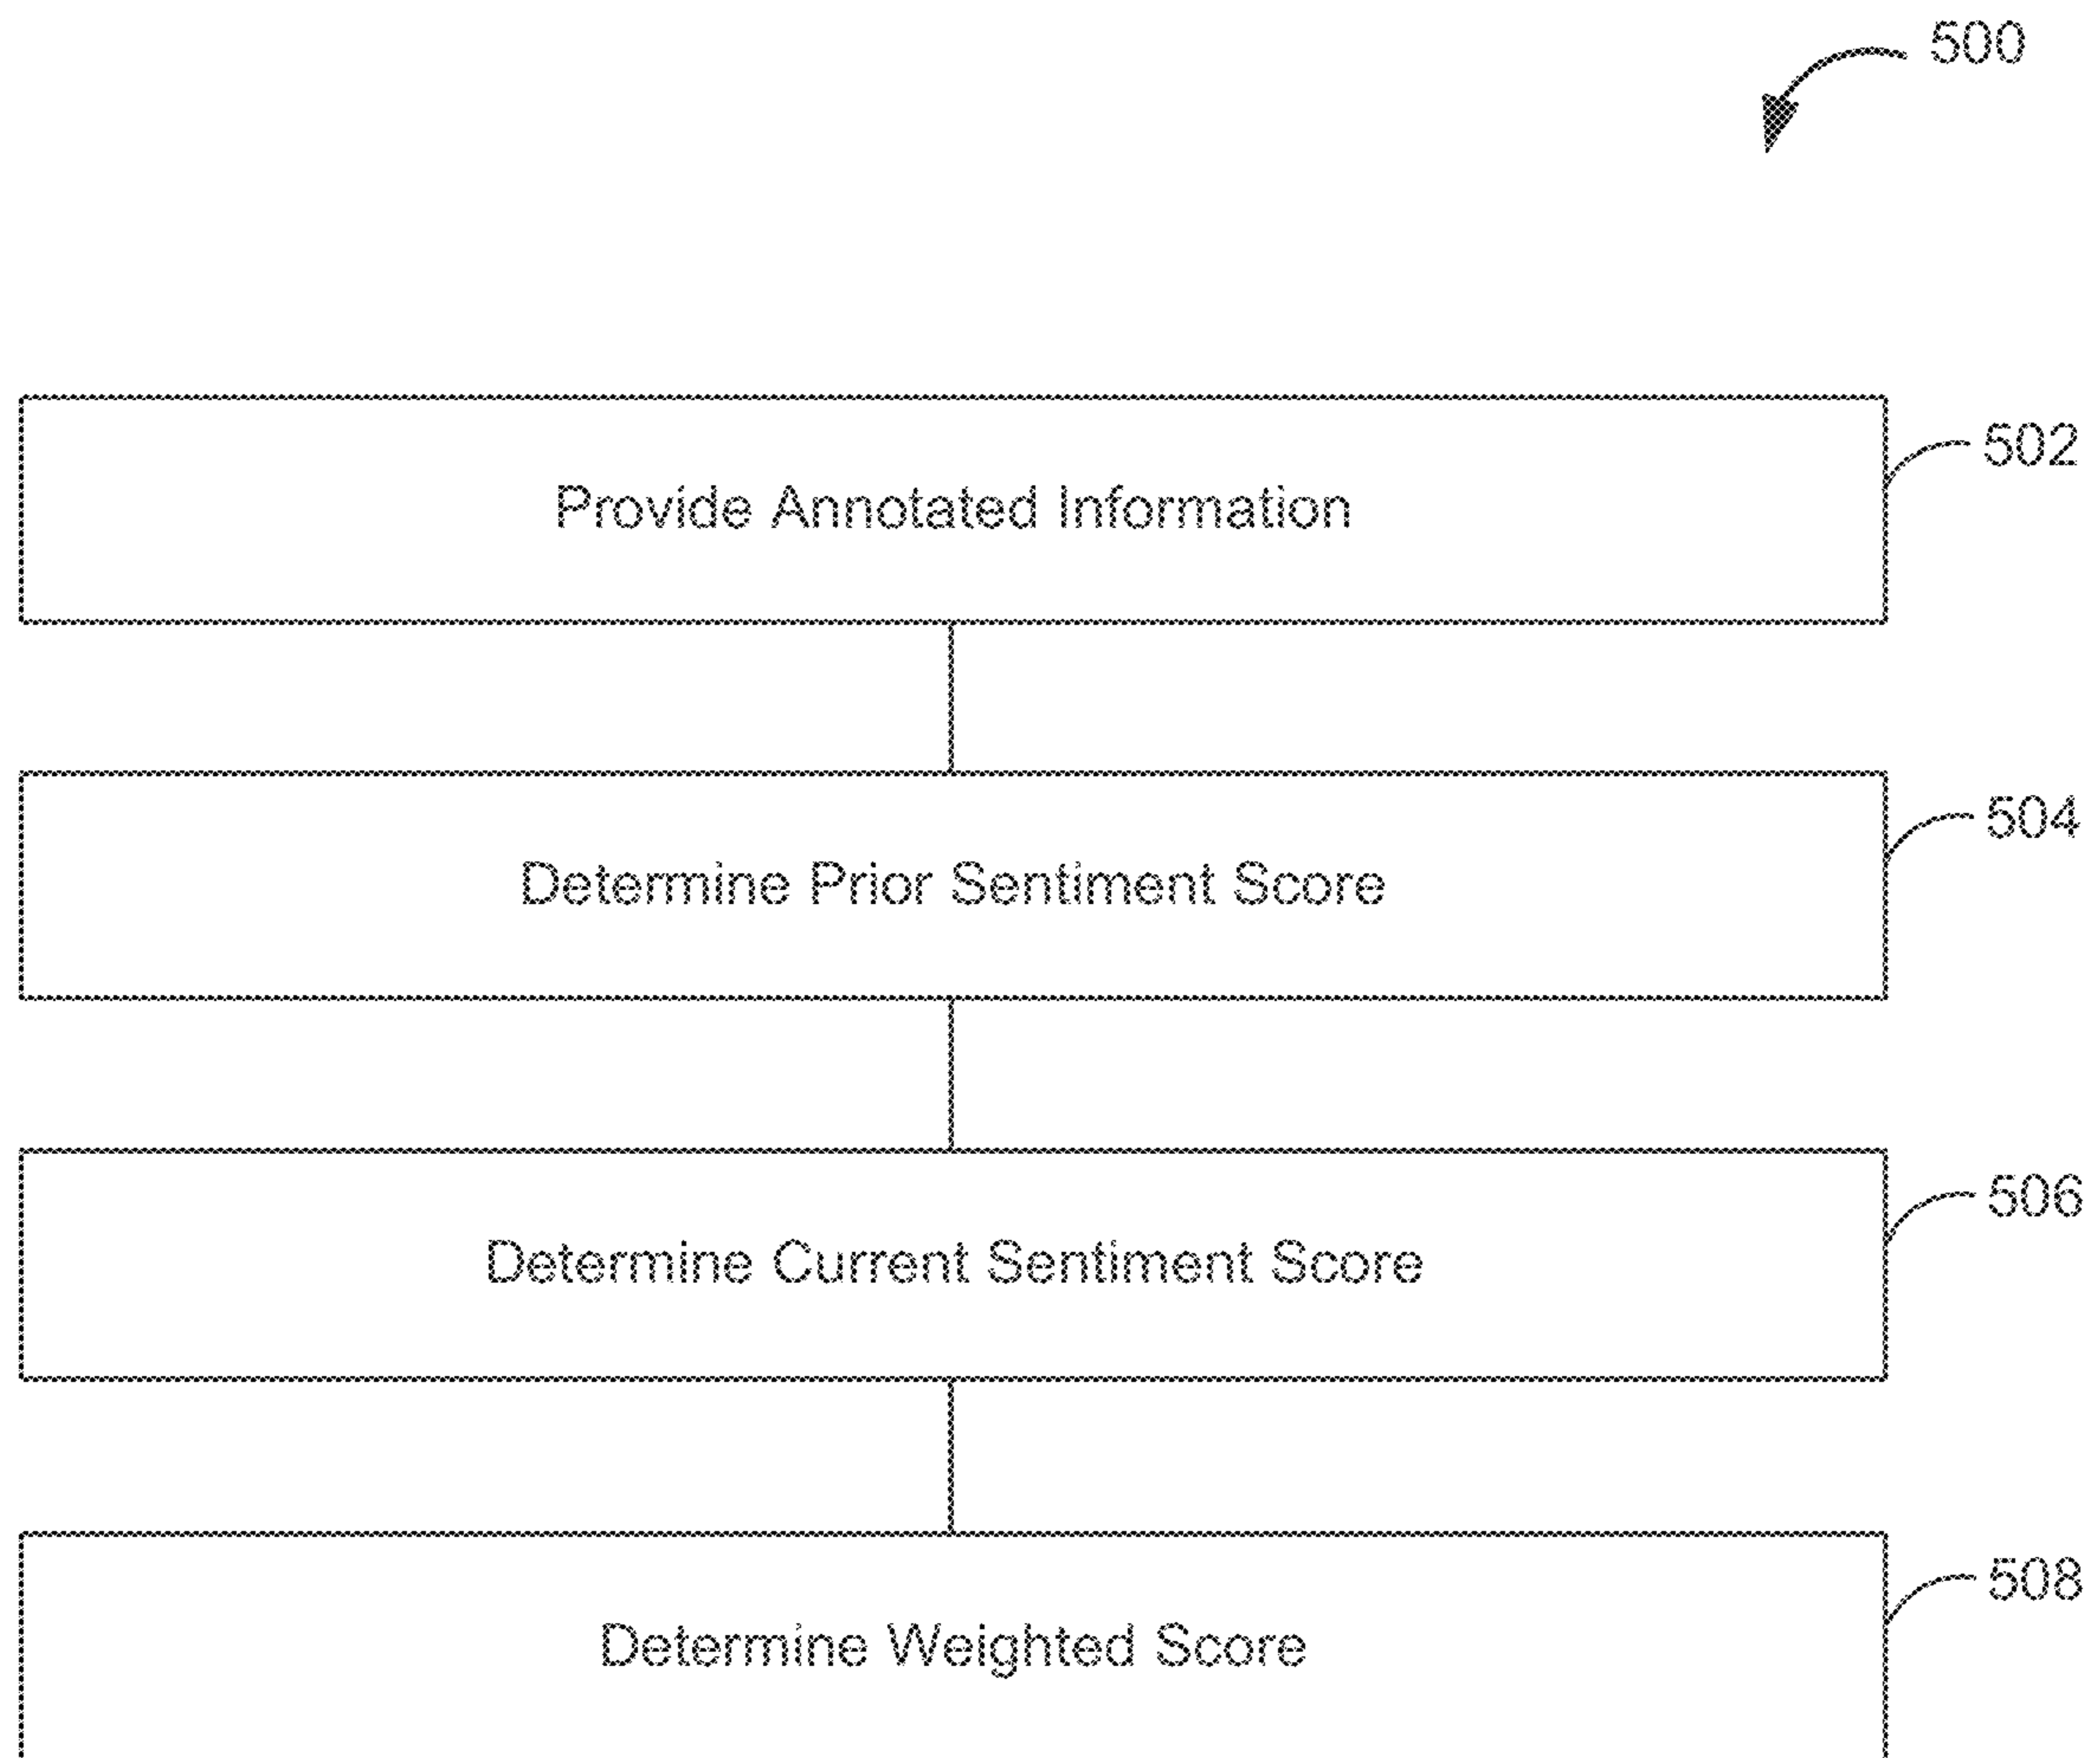 500
Provide Annotated Information
502
Determine Prior Sentiment Score
504
Determine Current Sentiment Score
506
Determine Weighted Score
508